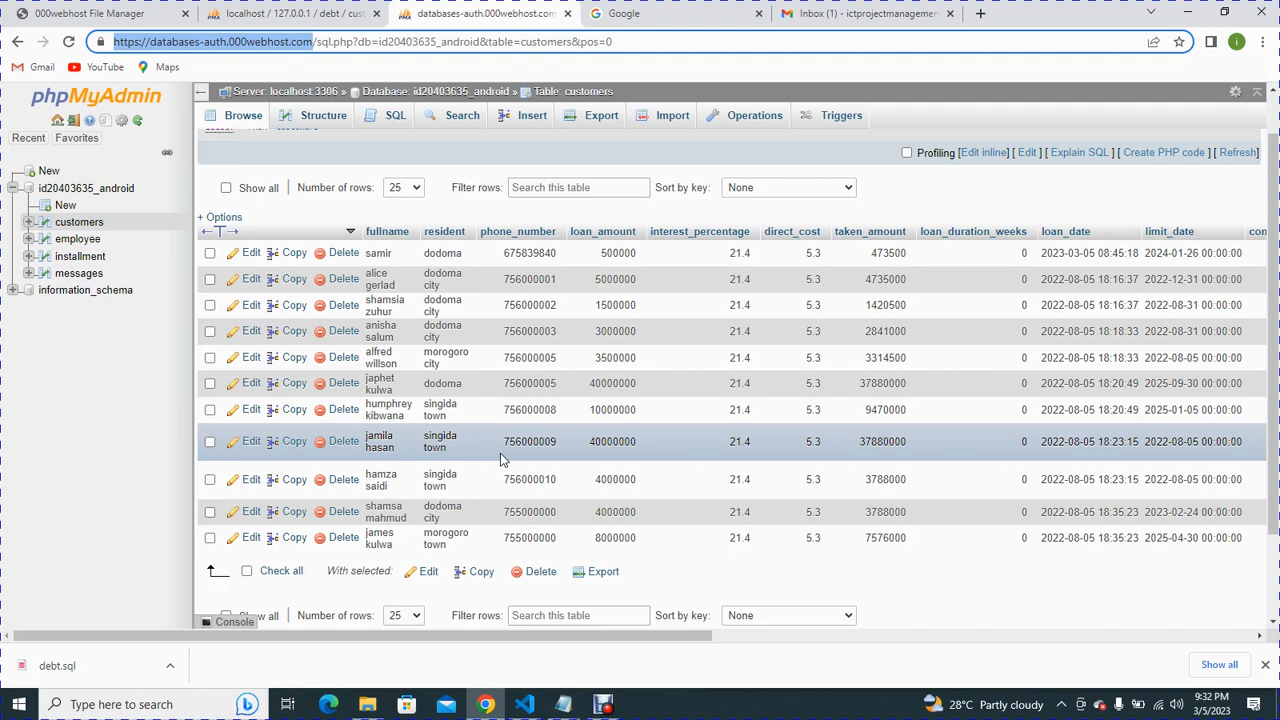 000webhost File Manager
localhost / 127.0.0.1 / debt / cus
databases-auth.000webhost.com
Google
Inbox (1) - ictprojectmanagemen
https://databases-auth.000webhost.com/sql.php?db=id20403635_android&table=customers&pos=0
i
Gmail YouTube Maps
phpMyAdmin
Recent Favorites
New
id20403635_android
New
customers
employee
installment
messages
information_schema
Server: localhost:3306 » Database: id20403635_android » Table: customers
Browse Structure SQL Search Insert Export Import Operations Triggers
Profiling [Edit inline] [ Edit ] [ Explain SQL ] [ Create PHP code ] [ Refresh]
Show all Number of rows: 25 Filter rows: Search this table Sort by key: None
+ Options
fullname resident phone_number loan_amount interest_percentage direct_cost taken_amount loan_duration_weeks loan_date limit_date con
Edit Copy Delete samir dodoma 675839840 500000 21.4 5.3 473500 0 2023-03-05 08:45:18 2024-01-26 00:00:00
Edit Copy Delete alice gerlad dodoma city 756000001 5000000 21.4 5.3 4735000 0 2022-08-05 18:16:37 2022-12-31 00:00:00
Edit Copy Delete shamsia zuhur dodoma city 756000002 1500000 21.4 5.3 1420500 0 2022-08-05 18:16:37 2022-08-31 00:00:00
Edit Copy Delete anisha salum dodoma city 756000003 3000000 21.4 5.3 2841000 0 2022-08-05 18:18:33 2022-08-31 00:00:00
Edit Copy Delete alfred willson morogoro city 756000005 3500000 21.4 5.3 3314500 0 2022-08-05 18:18:33 2022-08-05 00:00:00
Edit Copy Delete japhet kulwa dodoma 756000005 40000000 21.4 5.3 37880000 0 2022-08-05 18:20:49 2025-09-30 00:00:00
Edit Copy Delete humphrey kibwana singida town 756000008 10000000 21.4 5.3 9470000 0 2022-08-05 18:20:49 2025-01-05 00:00:00
Edit Copy Delete jamila hasan singida town 756000009 40000000 21.4 5.3 37880000 0 2022-08-05 18:23:15 2022-08-05 00:00:00
Edit Copy Delete hamza saidi singida town 756000010 4000000 21.4 5.3 3788000 0 2022-08-05 18:23:15 2022-08-05 00:00:00
Edit Copy Delete shamsa mahmud dodoma city 755000000 4000000 21.4 5.3 3788000 0 2022-08-05 18:35:23 2023-02-24 00:00:00
Edit Copy Delete james kulwa morogoro town 755000000 8000000 21.4 5.3 7576000 0 2022-08-05 18:35:23 2025-04-30 00:00:00
Check all With selected: Edit Copy Delete Export
Show all Number of rows: 25 Filter rows: Search this table Sort by key: None
Console
debt.sql
Show all
Type here to search
28°C Partly cloudy
9:32 PM
3/5/2023